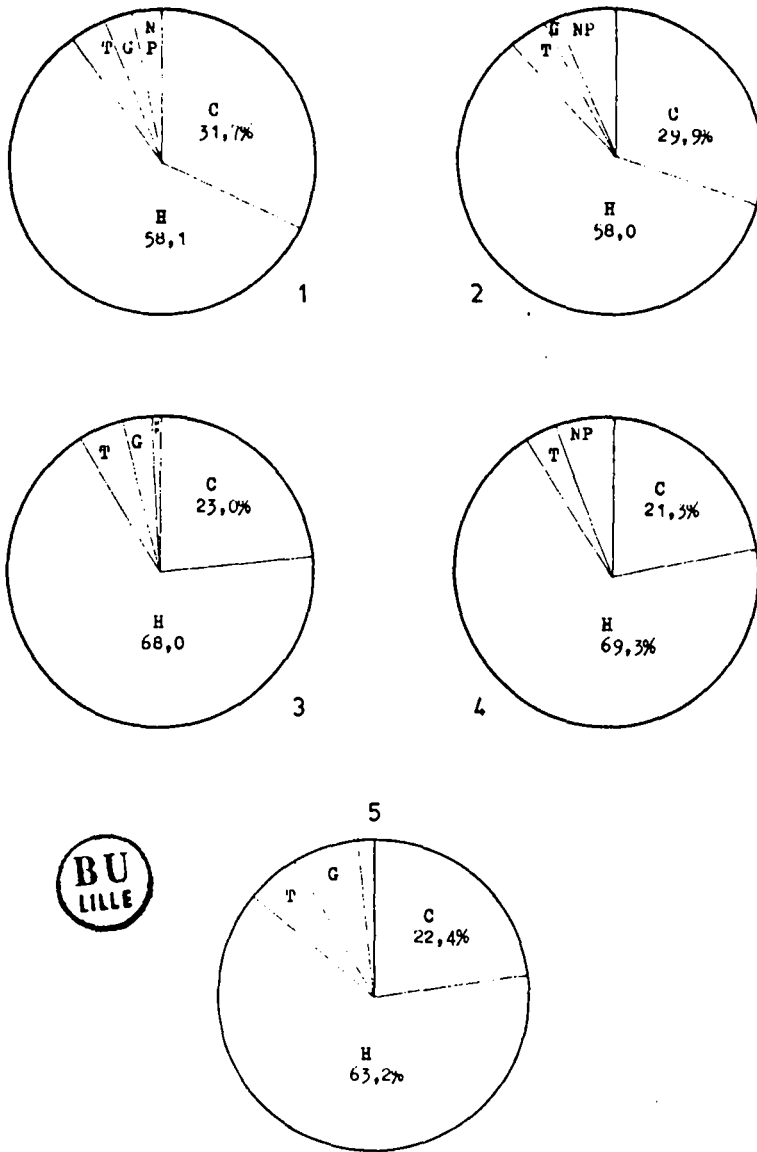 N
T G P
C
31,7%
H
58,1
1
G NP
T
C
29,9%
H
58,0
2
T G
C
23,0%
H
68,0
3
NP
T
C
21,3%
H
69,3%
4
5
G
T
C
22,4%
H
63,2%
BU
LILLE